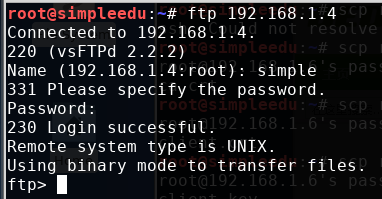 root@simpleedu:~# ftp 192.168.1.4
Connected to 192.168.1.4.
220 (vsFTPd 2.2.2)
Name (192.168.1.4:root): simple
331 Please specify the password.
Password:
230 Login successful.
Remote system type is UNIX.
Using binary mode to transfer files.
ftp>